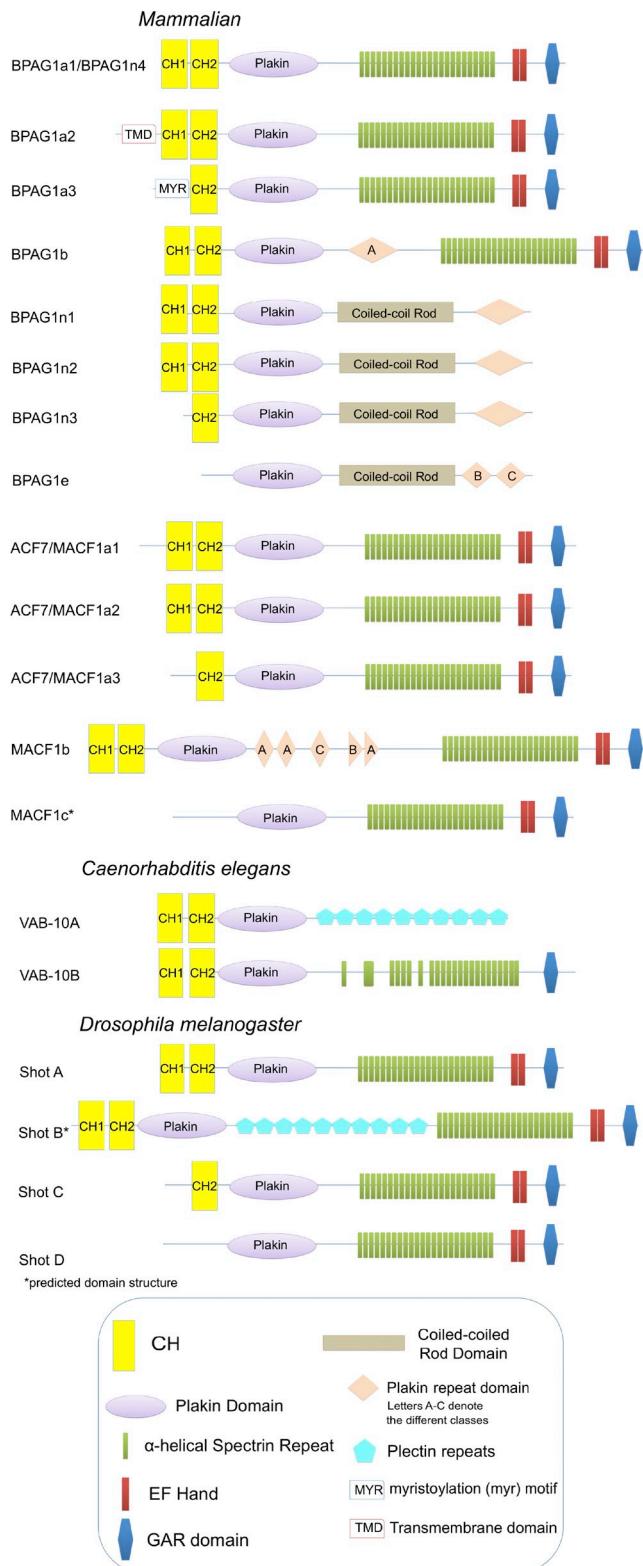 Mammalian
BPAG1a1/BPAG1n4 CH1 CH2 Plakin
BPAG1a2 TMD CH1 CH2 Plakin
BPAG1a3 MYR CH2 Plakin
BPAG1b CH1 CH2 Plakin A
BPAG1n1 CH1 CH2 Plakin Coiled-coil Rod
BPAG1n2 CH1 CH2 Plakin Coiled-coil Rod
BPAG1n3 CH2 Plakin Coiled-coil Rod
BPAG1e Plakin Coiled-coil Rod B C
ACF7/MACF1a1 CH1 CH2 Plakin
ACF7/MACF1a2 CH1 CH2 Plakin
ACF7/MACF1a3 CH2 Plakin
MACF1b CH1 CH2 Plakin A A C B A
MACF1c* Plakin
Caenorhabditis elegans
VAB-10A CH1 CH2 Plakin
VAB-10B CH1 CH2 Plakin
Drosophila melanogaster
Shot A CH1 CH2 Plakin
Shot B* CH1 CH2 Plakin
Shot C CH2 Plakin
Shot D Plakin
*predicted domain structure
CH
Coiled-coiled
Rod Domain
Plakin Domain
Plakin repeat domain
Letters A-C denote
the different classes
α-helical Spectrin Repeat
Plectin repeats
EF Hand
MYR myristoylation (myr) motif
GAR domain
TMD Transmembrane domain